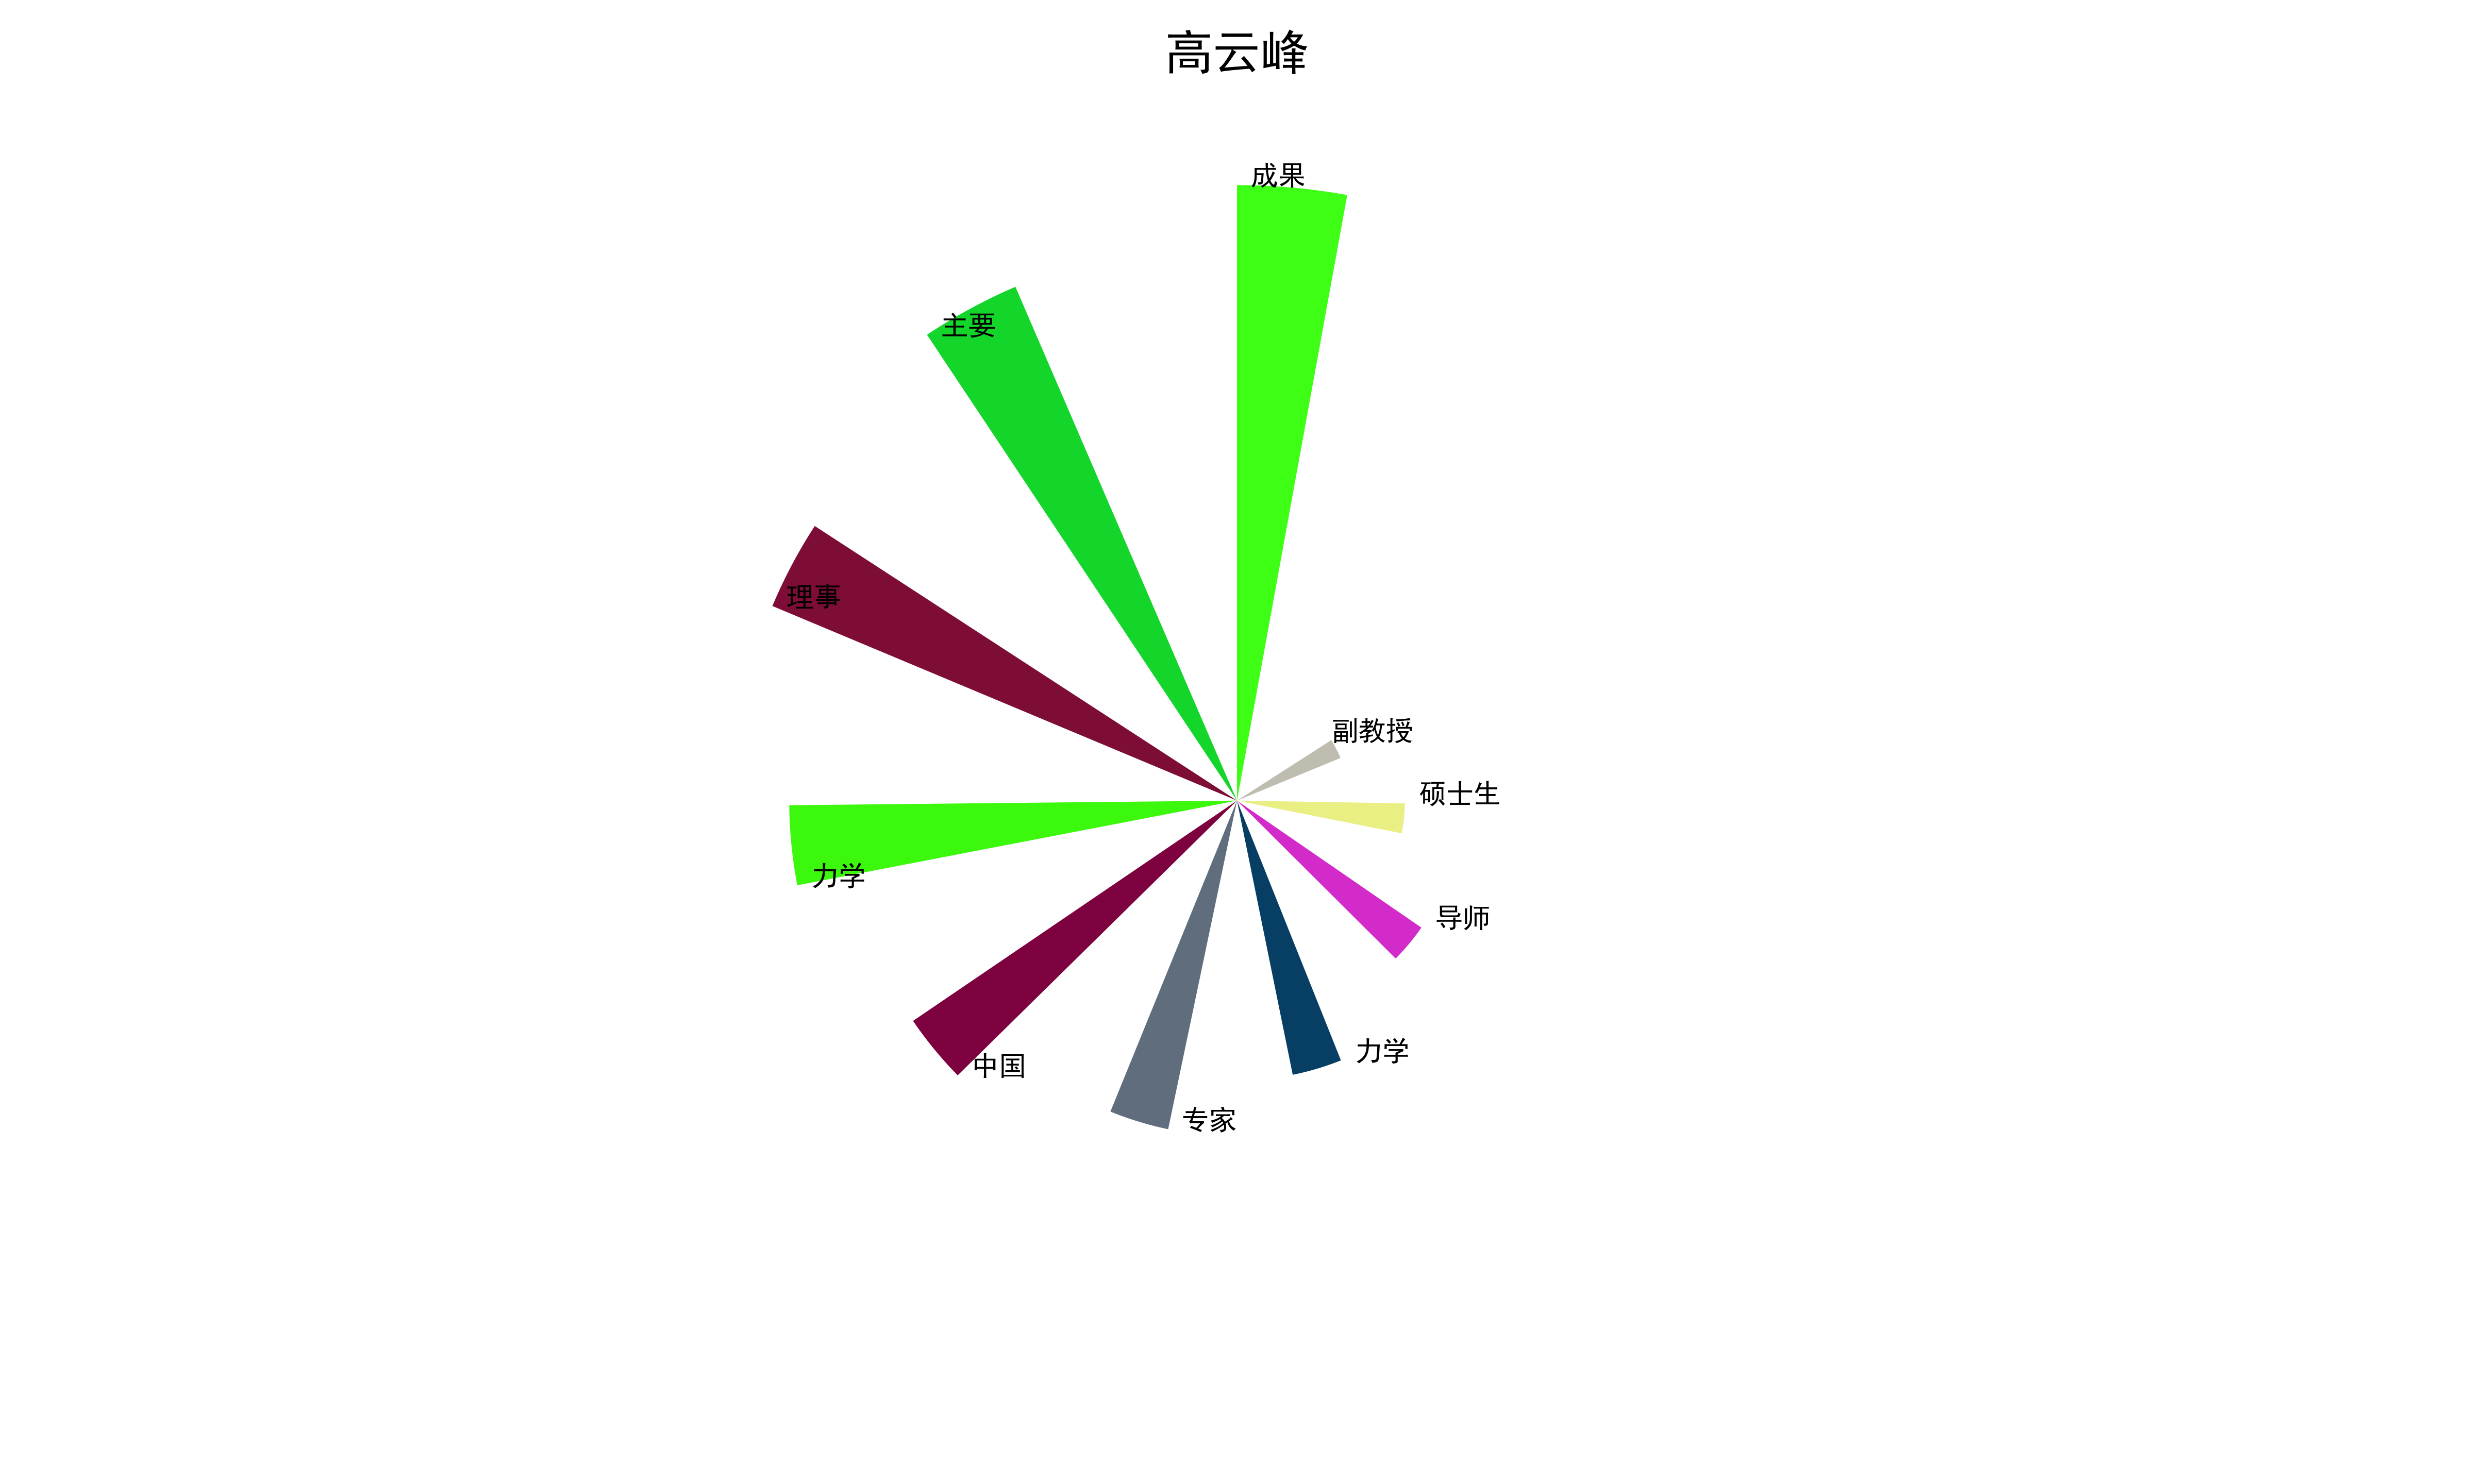 高云峰
成果
主要
理事
副教授
硕士生
力学
导师
力学
中国
专家